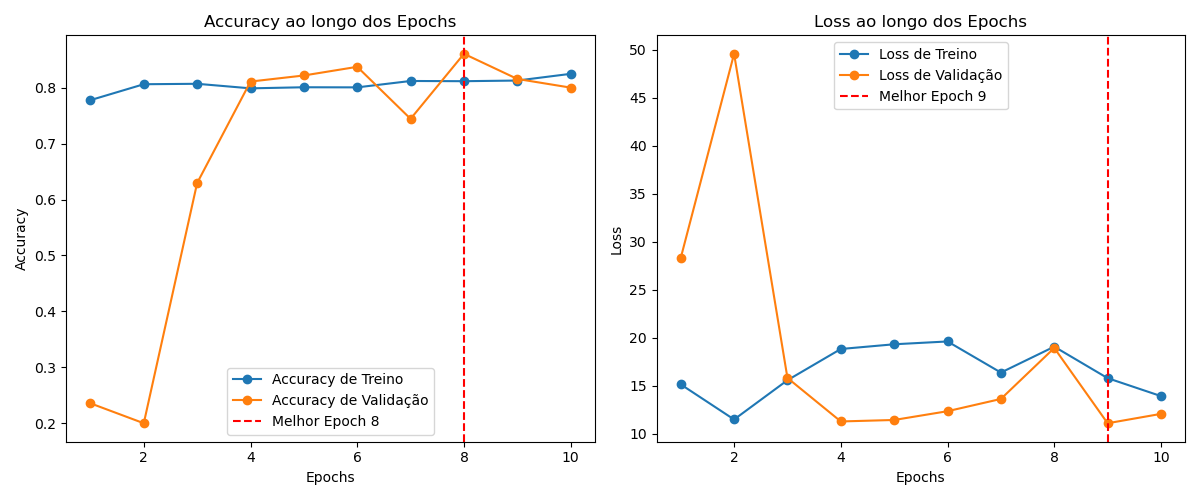 Accuracy ao longo dos Epochs
Accuracy
0.8
0.7
0.6
0.5
0.4
0.3
0.2
Accuracy de Treino
Accuracy de Validação
Melhor Epoch 8
2 4 6 8 10
Epochs
Loss ao longo dos Epochs
Loss
50
45
40
35
30
25
20
15
10
Loss de Treino
Loss de Validação
Melhor Epoch 9
2 4 6 8 10
Epochs